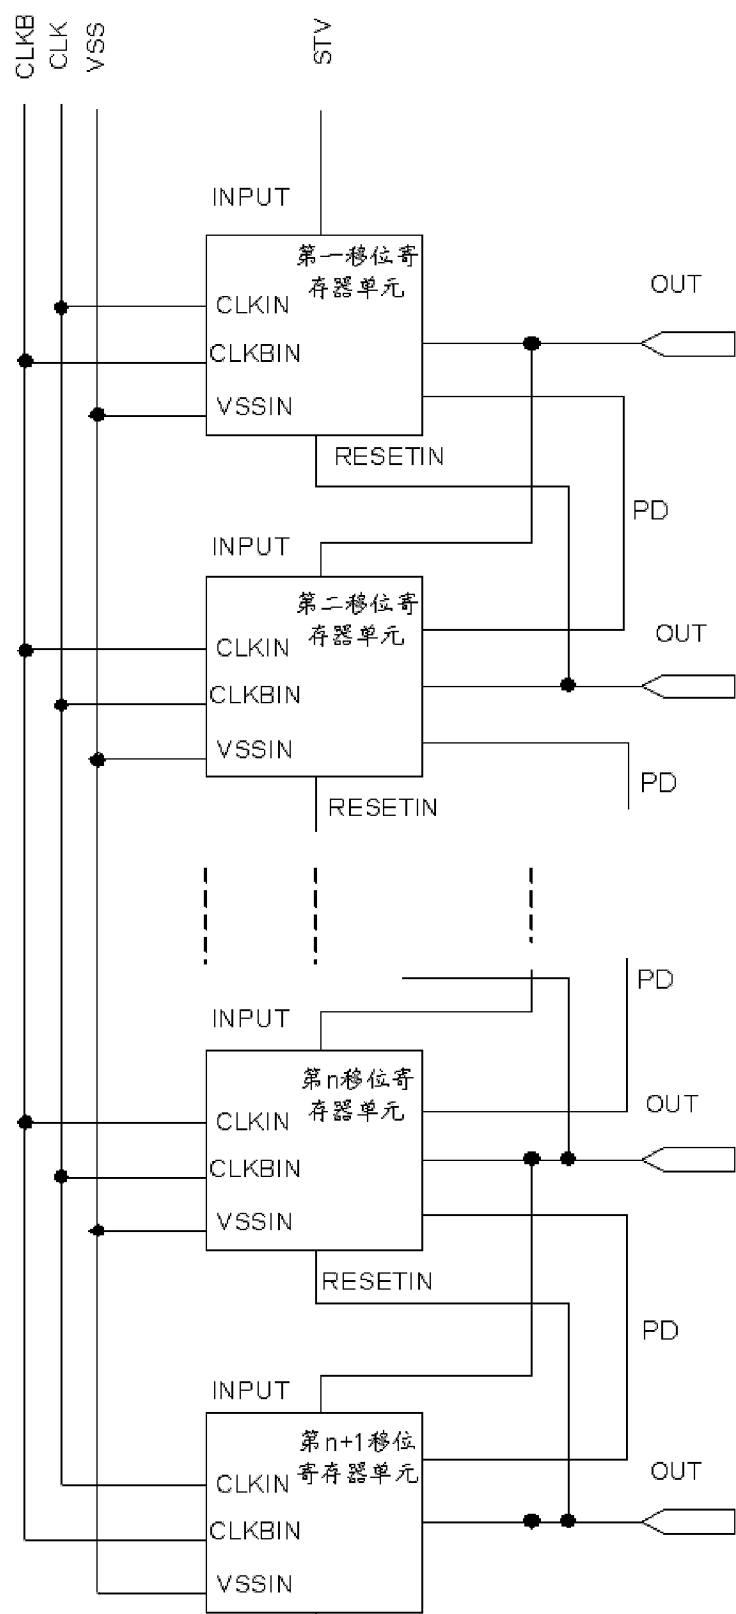 CLKB
CLK
VSS
STV
INPUT
第一移位寄
存器单元
CLKIN
CLKBIN
VSSIN
OUT
RESETIN
PD
INPUT
第二移位寄
存器单元
CLKIN
CLKBIN
VSSIN
OUT
PD
RESETIN
PD
INPUT
第n移位寄
存器单元
CLKIN
CLKBIN
VSSIN
OUT
RESETIN
PD
INPUT
第n+1移位
寄存器单元
CLKIN
CLKBIN
VSSIN
OUT